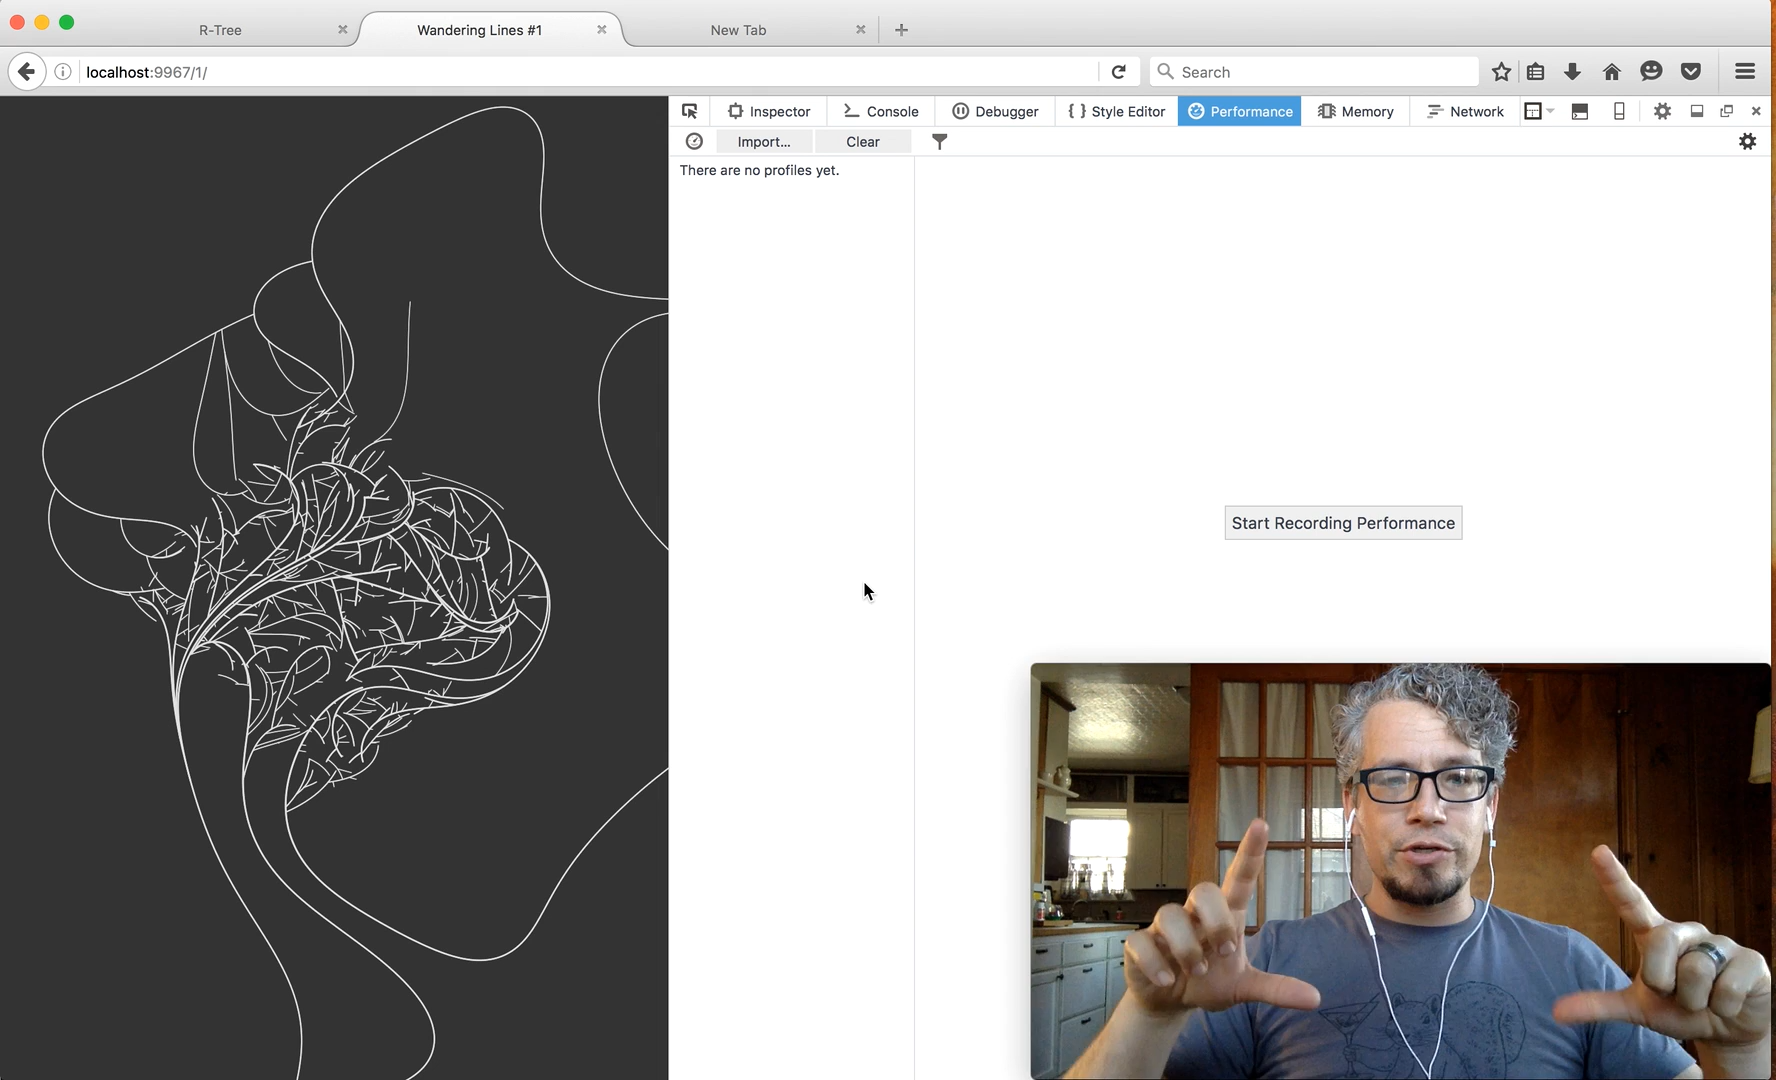 R-Tree
Wandering Lines #1
New Tab
localhost:9967/1/
Search
Inspector
Console
Debugger
Style Editor
Performance
Memory
Network
Import...
Clear
There are no profiles yet.
Start Recording Performance